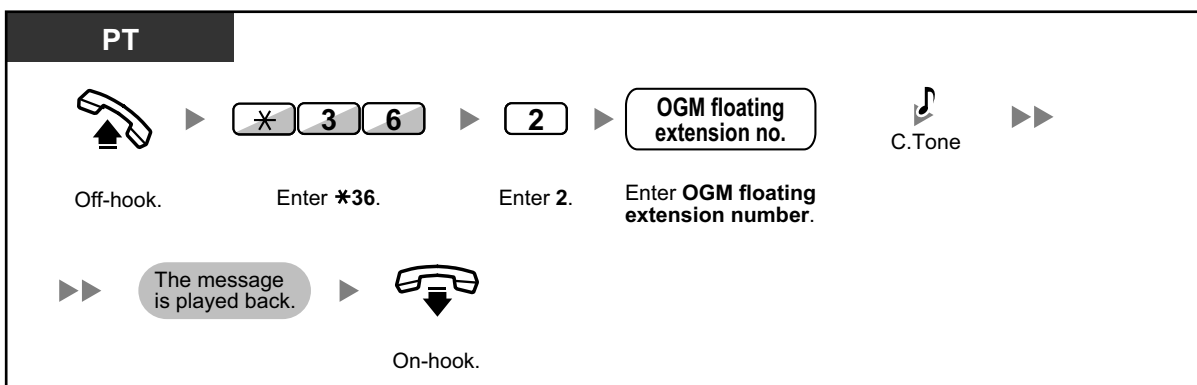 PT
✳ 3 6
2
OGM floating
extension no.
C.Tone
Off-hook.
Enter ✳36.
Enter 2.
Enter OGM floating
extension number.
The message
is played back.
On-hook.